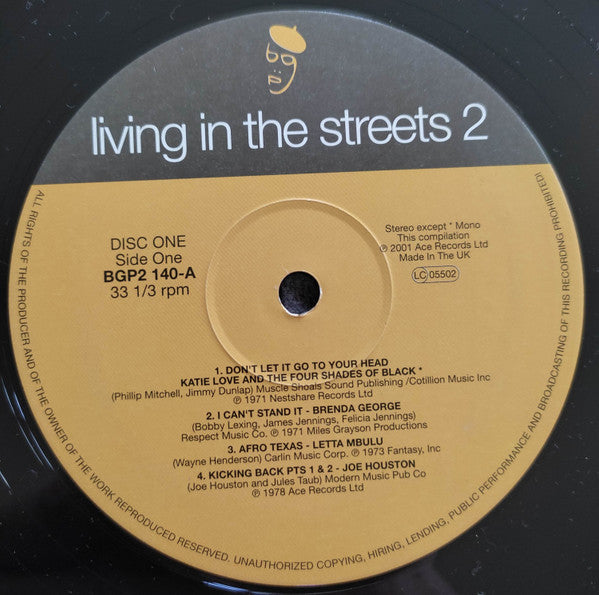 living in the streets 2
DISC ONE
Side One
BGP2 140-A
33 1/3 rpm
Stereo except * Mono
This compilation
℗ 2001 Ace Records Ltd
Made In The UK
LC 05502
1. DON'T LET IT GO TO YOUR HEAD
KATIE LOVE AND THE FOUR SHADES OF BLACK *
(Phillip Mitchell, Jimmy Dunlap) Muscle Shoals Sound Publishing /Cotillion Music Inc
℗ 1971 Nestshare Records Ltd
2. I CAN'T STAND IT - BRENDA GEORGE
(Bobby Lexing, James Jennings, Felicia Jennings)
Respect Music Co. ℗ 1971 Miles Grayson Productions
3. AFRO TEXAS - LETTA MBULU
(Wayne Henderson) Carlin Music Corp. ℗ 1973 Fantasy, Inc
4. KICKING BACK PTS 1 & 2 - JOE HOUSTON
(Joe Houston and Jules Taub) Modern Music Pub Co
℗ 1978 Ace Records Ltd
ALL RIGHTS OF THE PRODUCER AND OF THE OWNER OF THE WORK REPRODUCED RESERVED. UNAUTHORIZED COPYING, HIRING, LENDING, PUBLIC PERFORMANCE AND BROADCASTING OF THIS RECORDING PROHIBITED!